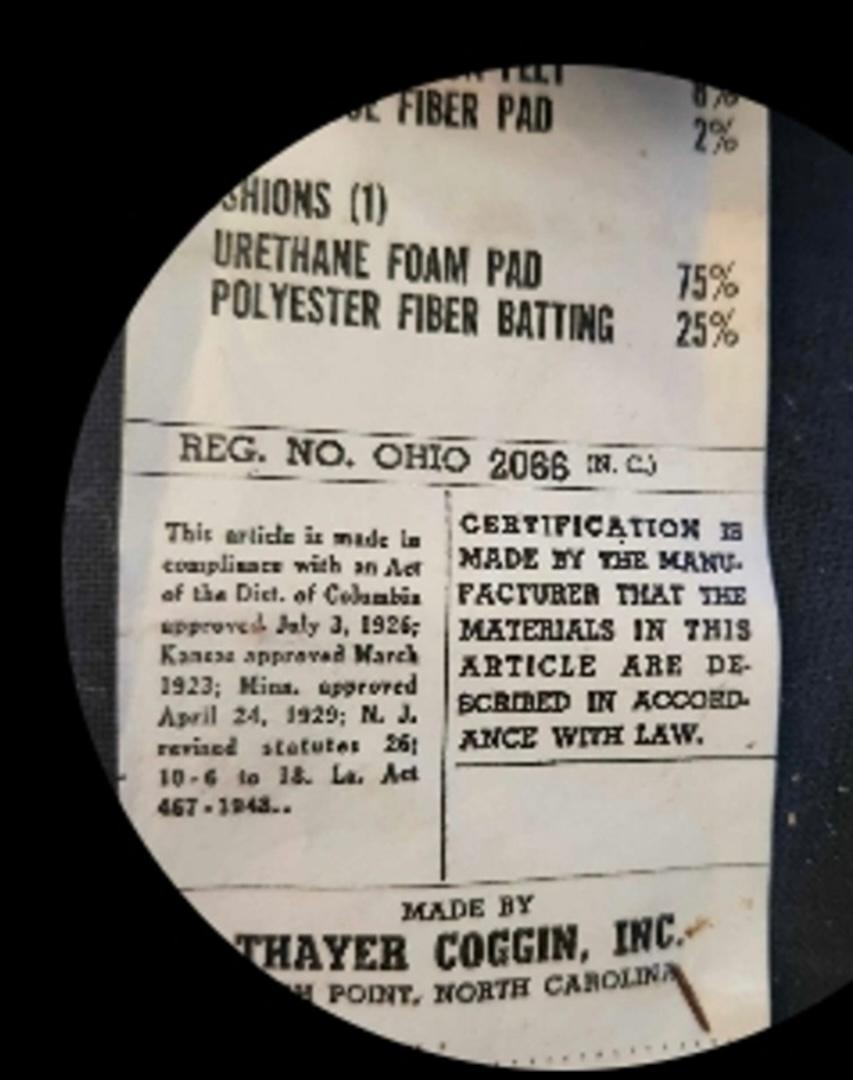 FIBER PAD 2%
SHIONS (1)
URETHANE FOAM PAD 75%
POLYESTER FIBER BATTING 25%
REG. NO. OHIO 2066 (N. C.)
This article is made in
compliance with an Act
of the Dict. of Columbia
approved July 3, 1926;
Kansas approved March
1923; Minn. approved
April 24, 1929; N. J.
revised statutes 26;
10-6 to 18. La. Act
467-1948..
CERTIFICATION IS
MADE BY THE MANU-
FACTURER THAT THE
MATERIALS IN THIS
ARTICLE ARE DE-
SCRIBED IN ACCORD-
ANCE WITH LAW.
MADE BY
THAYER COGGIN, INC.
H POINT, NORTH CAROLINA